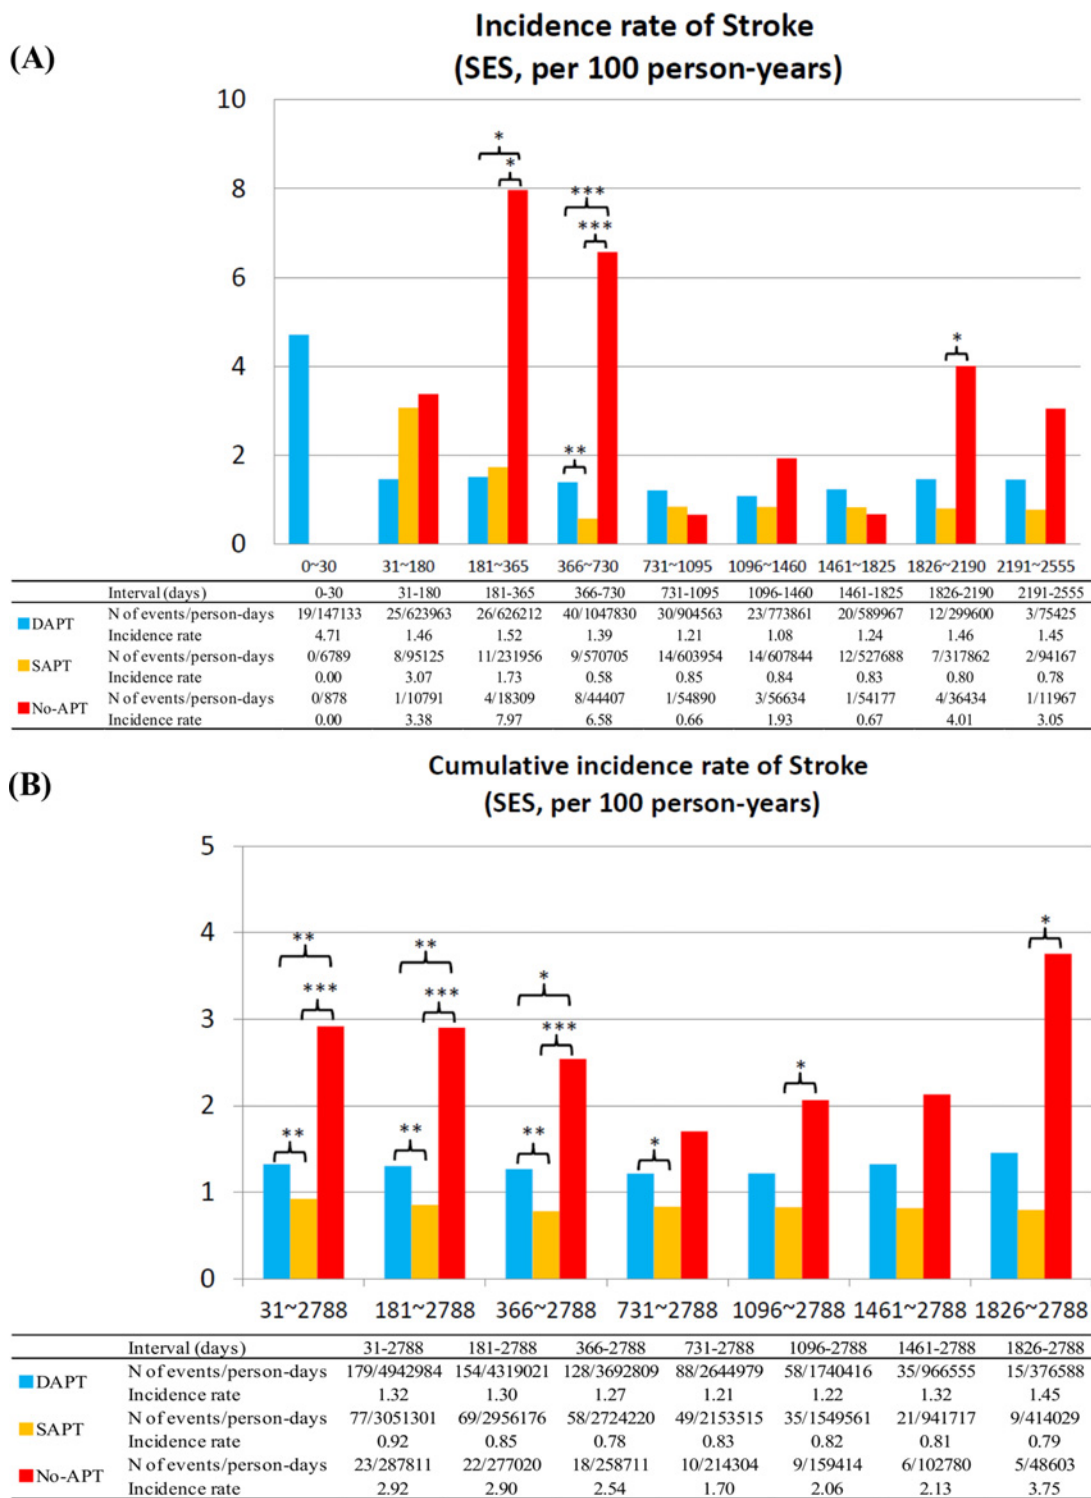 (A)
Incidence rate of Stroke
(SES, per 100 person-years)
10
8
6
4
2
0
* * *** *** ** *
0~30 31~180 181~365 366~730 731~1095 1096~1460 1461~1825 1826~2190 2191~2555
Interval (days) 0-30 31-180 181-365 366-730 731-1095 1096-1460 1461-1825 1826-2190 2191-2555
DAPT N of events/person-days 19/147133 25/623963 26/626212 40/1047830 30/904563 23/773861 20/589967 12/299600 3/75425
Incidence rate 4.71 1.46 1.52 1.39 1.21 1.08 1.24 1.46 1.45
SAPT N of events/person-days 0/6789 8/95125 11/231956 9/570705 14/603954 14/607844 12/527688 7/317862 2/94167
Incidence rate 0.00 3.07 1.73 0.58 0.85 0.84 0.83 0.80 0.78
No-APT N of events/person-days 0/878 1/10791 4/18309 8/44407 1/54890 3/56634 1/54177 4/36434 1/11967
Incidence rate 0.00 3.38 7.97 6.58 0.66 1.93 0.67 4.01 3.05
(B)
Cumulative incidence rate of Stroke
(SES, per 100 person-years)
5
4
3
2
1
0
** *** ** ** *** ** * *** ** * * *
31~2788 181~2788 366~2788 731~2788 1096~2788 1461~2788 1826~2788
Interval (days) 31-2788 181-2788 366-2788 731-2788 1096-2788 1461-2788 1826-2788
DAPT N of events/person-days 179/4942984 154/4319021 128/3692809 88/2644979 58/1740416 35/966555 15/376588
Incidence rate 1.32 1.30 1.27 1.21 1.22 1.32 1.45
SAPT N of events/person-days 77/3051301 69/2956176 58/2724220 49/2153515 35/1549561 21/941717 9/414029
Incidence rate 0.92 0.85 0.78 0.83 0.82 0.81 0.79
No-APT N of events/person-days 23/287811 22/277020 18/258711 10/214304 9/159414 6/102780 5/48603
Incidence rate 2.92 2.90 2.54 1.70 2.06 2.13 3.75